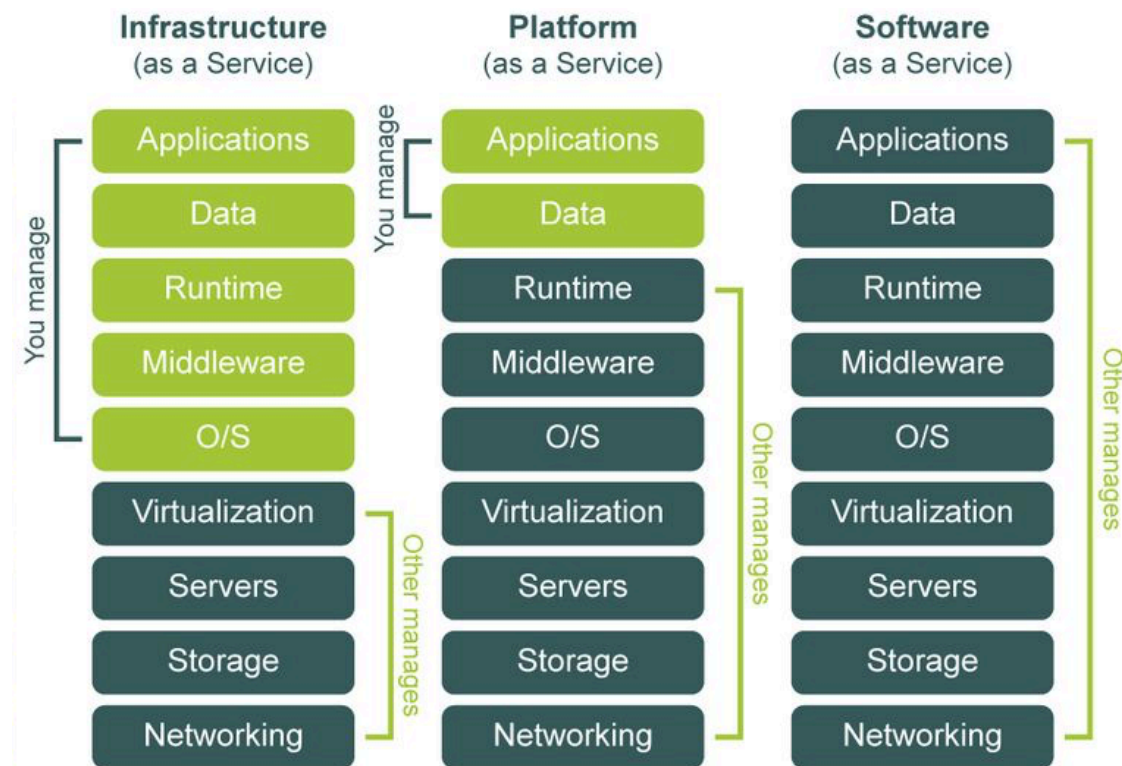 Infrastructure
(as a Service)
You manage
Applications
Data
Runtime
Middleware
O/S
Virtualization
Servers
Storage
Networking
Other manages
Platform
(as a Service)
You manage
Applications
Data
Runtime
Middleware
O/S
Virtualization
Servers
Storage
Networking
Other manages
Software
(as a Service)
Applications
Data
Runtime
Middleware
O/S
Virtualization
Servers
Storage
Networking
Other manages